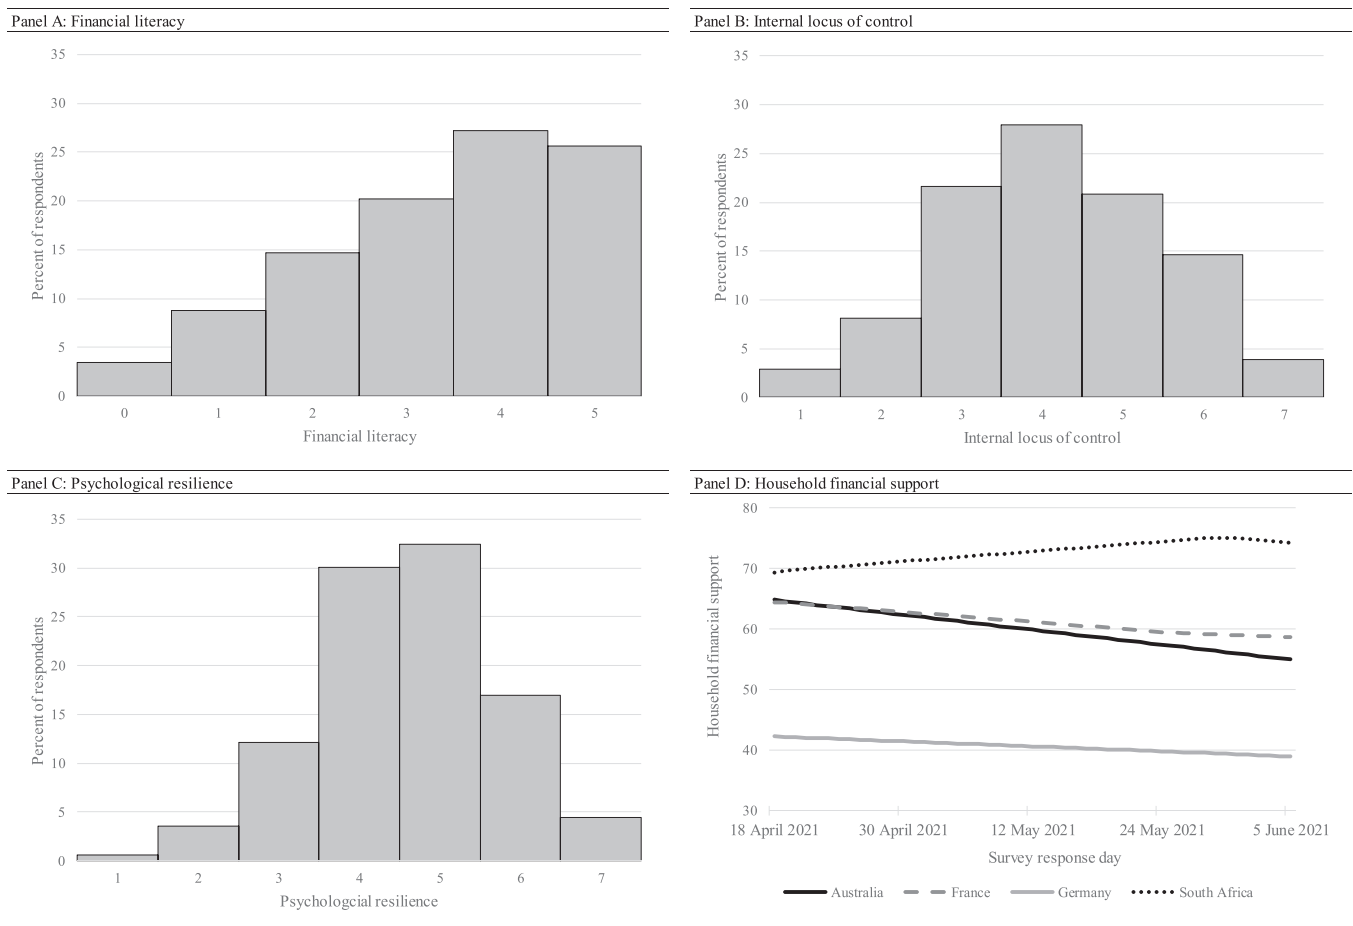 Panel A: Financial literacy
35
30
25
20
15
10
5
0
Percent of respondents
0 1 2 3 4 5
Financial literacy
Panel B: Internal locus of control
35
30
25
20
15
10
5
0
Percent of respondents
1 2 3 4 5 6 7
Internal locus of control
Panel C: Psychological resilience
35
30
25
20
15
10
5
0
Percent of respondents
1 2 3 4 5 6 7
Psychologcial resilience
Panel D: Household financial support
80
70
60
50
40
30
Household financial support
18 April 2021 30 April 2021 12 May 2021 24 May 2021 5 June 2021
Survey response day
Australia France Germany South Africa